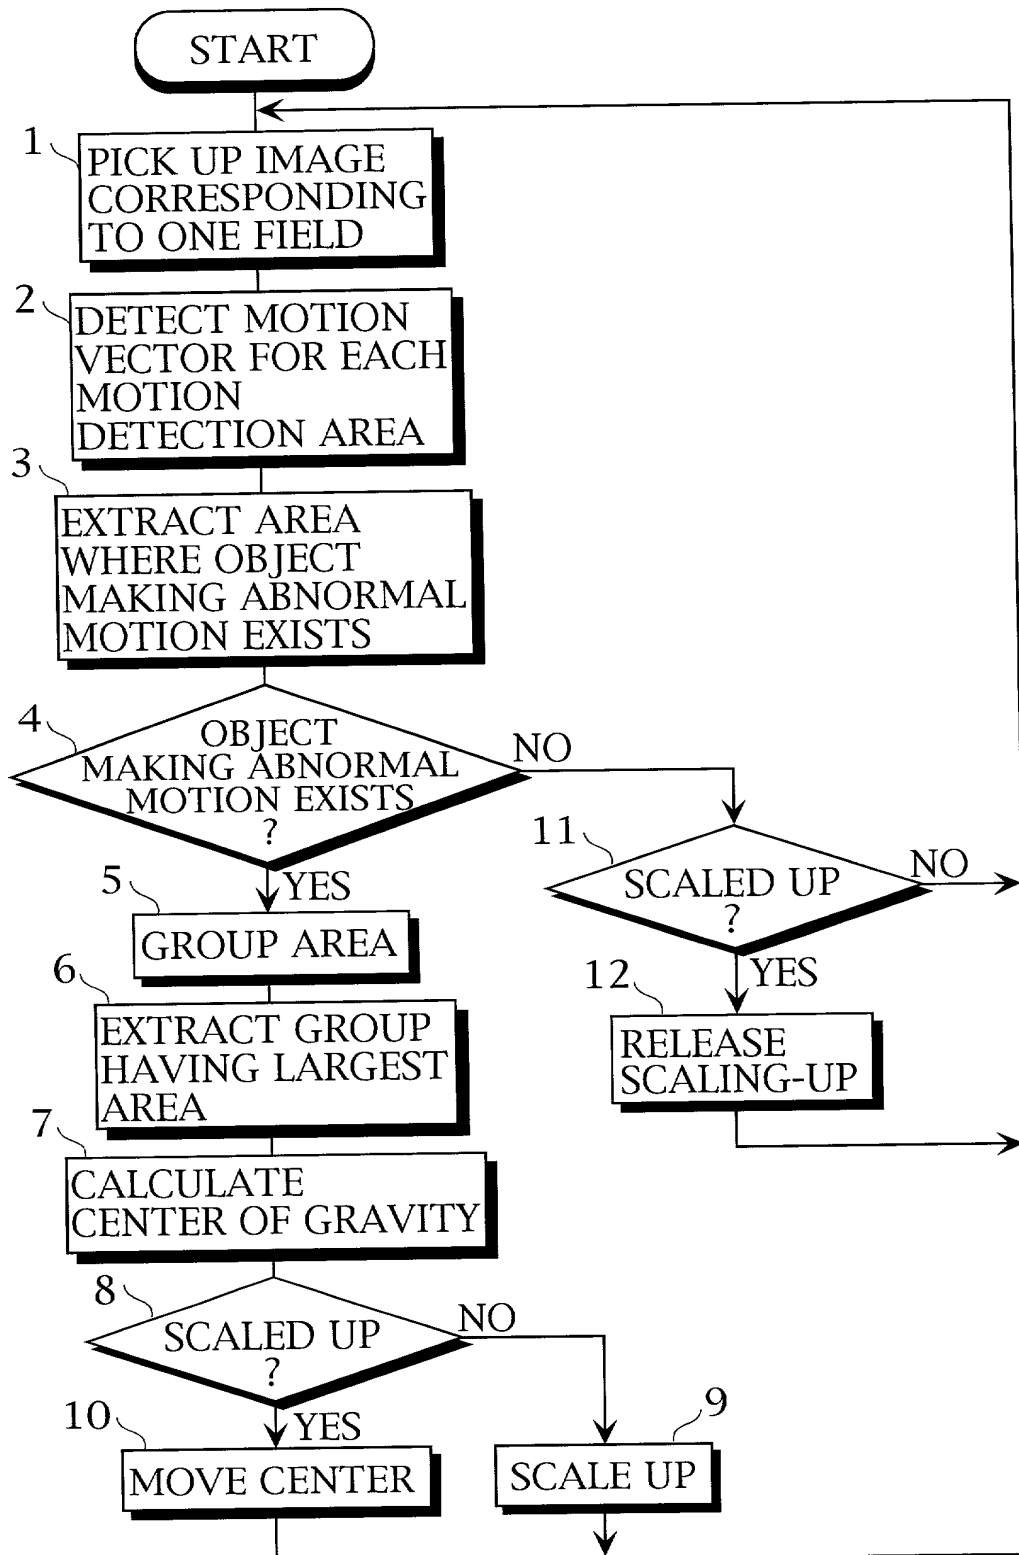 START
1
PICK UP IMAGE
CORRESPONDING
TO ONE FIELD
2
DETECT MOTION
VECTOR FOR EACH
MOTION
DETECTION AREA
3
EXTRACT AREA
WHERE OBJECT
MAKING ABNORMAL
MOTION EXISTS
4
OBJECT
MAKING ABNORMAL
MOTION EXISTS
?
NO
YES
11
SCALED UP
?
NO
YES
12
RELEASE
SCALING-UP
5
GROUP AREA
6
EXTRACT GROUP
HAVING LARGEST
AREA
7
CALCULATE
CENTER OF GRAVITY
8
SCALED UP
?
NO
YES
10
MOVE CENTER
9
SCALE UP